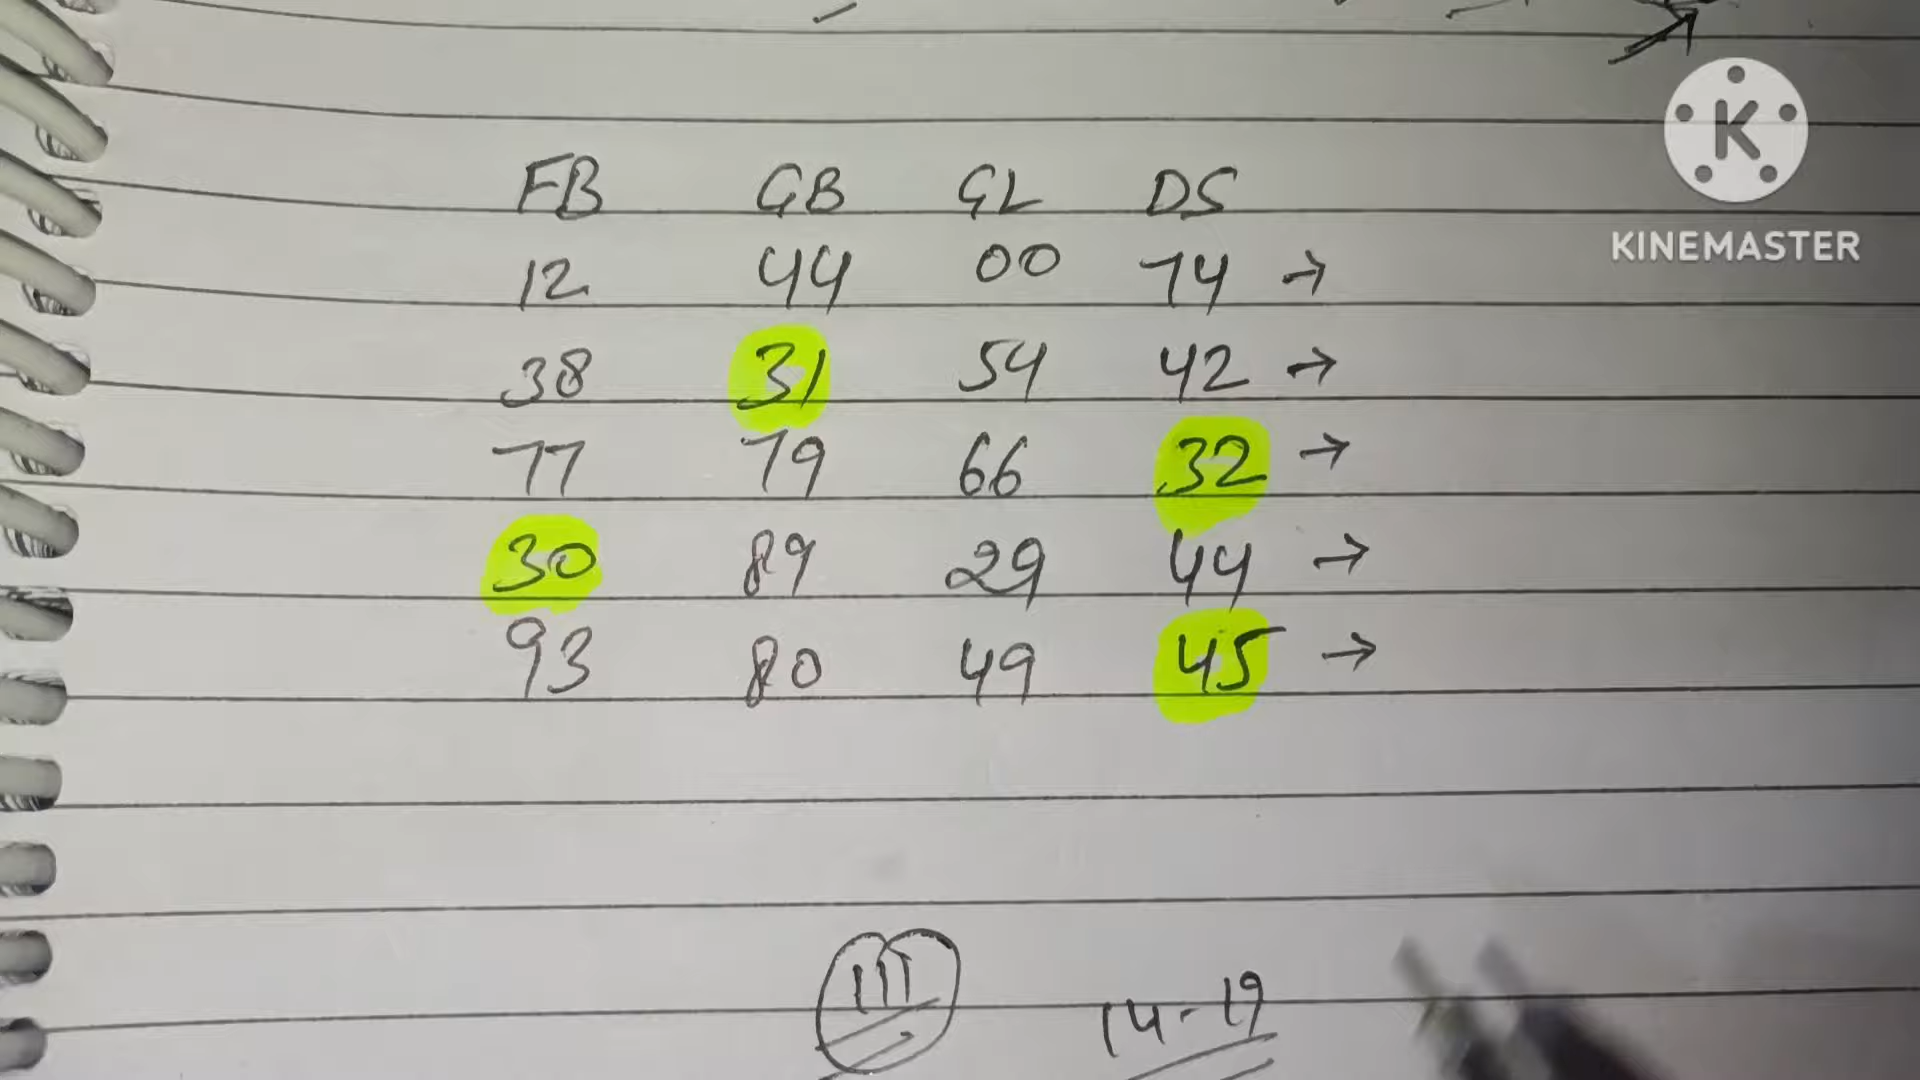 K
KINEMASTER
FB GB GL DS
12 44 00 74 →
38 31 54 42 →
77 79 66 32 →
30 89 29 44 →
93 80 49 45 →
14-19